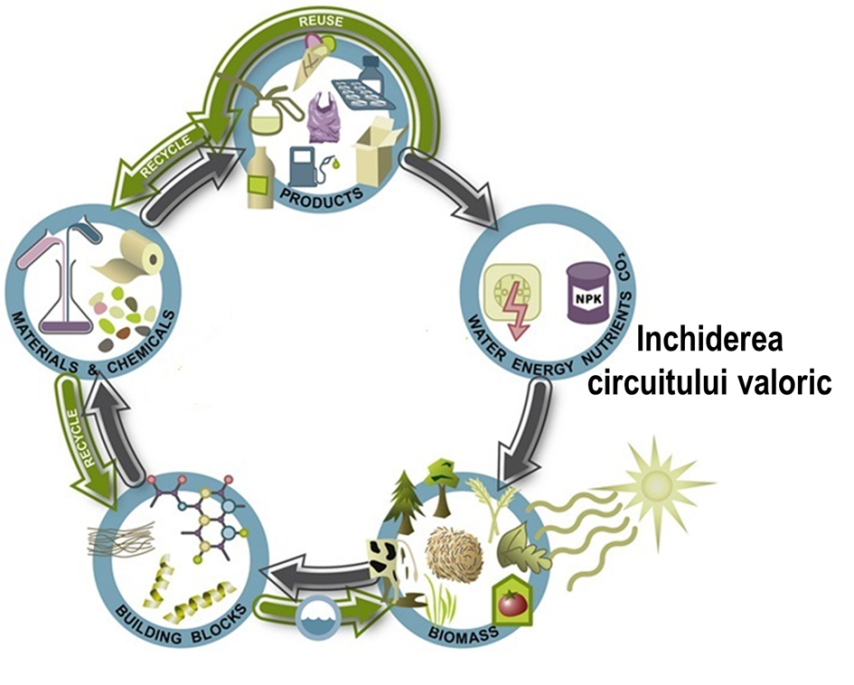 REUSE
RECYCLE
PRODUCTS
MATERIALS & CHEMICALS
NPK
WATER ENERGY NUTRIENTS CO₂
Inchiderea
circuitului valoric
RECYCLE
BUILDING BLOCKS
BIOMASS